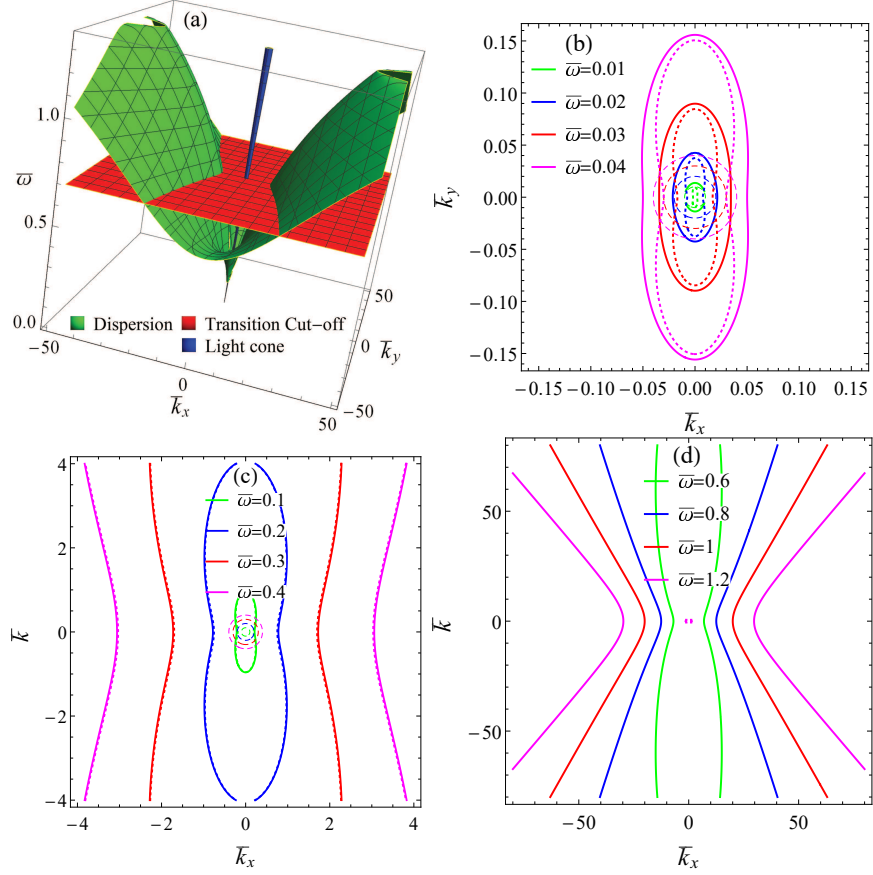 (a)
1.0
ω̅
0.5
0.0
−50
0
50
k̅x
50
0
−50
k̅y
Dispersion
Transition Cut−off
Light cone
(b)
ω̅=0.01
ω̅=0.02
ω̅=0.03
ω̅=0.04
0.15
0.10
0.05
0.00
−0.05
−0.10
−0.15
k̅y
−0.15 −0.10 −0.05 0.00 0.05 0.10 0.15
k̅x
(c)
ω̅=0.1
ω̅=0.2
ω̅=0.3
ω̅=0.4
4
2
0
−2
−4
k̅
−4 −2 0 2 4
k̅x
(d)
ω̅=0.6
ω̅=0.8
ω̅=1
ω̅=1.2
50
0
−50
k̅
−50 0 50
k̅x